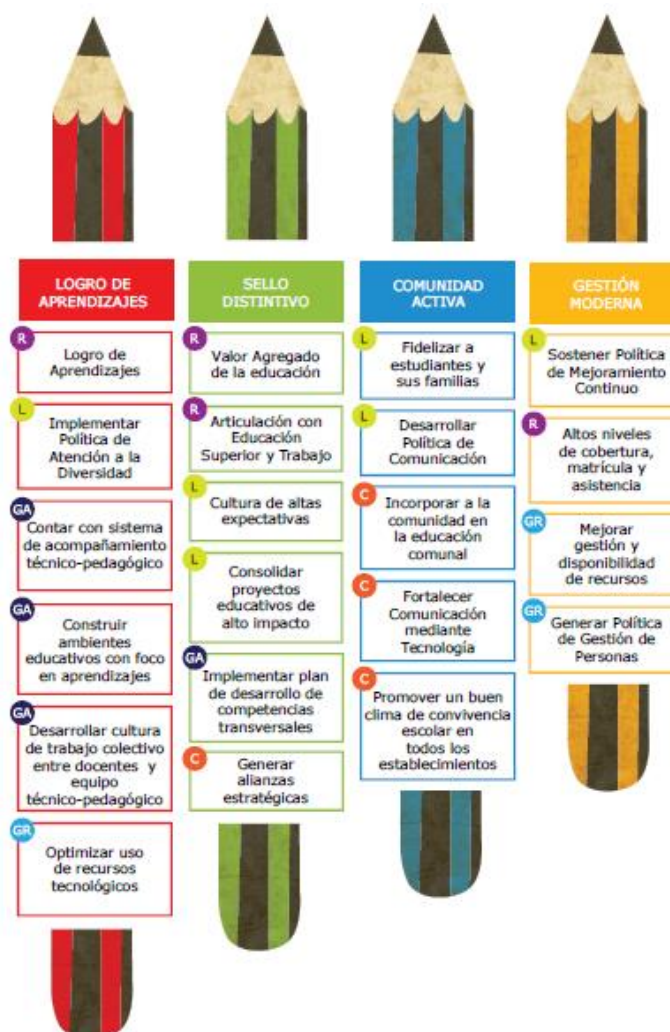 LOGRO DE
APRENDIZAJES
R
Logro de
Aprendizajes
L
Implementar
Política de
Atención a la
Diversidad
GA
Contar con sistema
de acompañamiento
técnico-pedagógico
GA
Construir
ambientes
educativos con foco
en aprendizajes
GA
Desarrollar cultura
de trabajo colectivo
entre docentes y
equipo
técnico-pedagógico
GR
Optimizar uso
de recursos
tecnológicos
SELLO
DISTINTIVO
R
Valor Agregado
de la educación
R
Articulación con
Educación
Superior y Trabajo
L
Cultura de altas
expectativas
L
Consolidar
proyectos
educativos de
alto impacto
GA
Implementar plan
de desarrollo de
competencias
transversales
C
Generar
alianzas
estratégicas
COMUNIDAD
ACTIVA
L
Fidelizar a
estudiantes y
sus familias
L
Desarrollar
Política de
Comunicación
C
Incorporar a la
comunidad en
la educación
comunal
C
Fortalecer
Comunicación
mediante
Tecnología
C
Promover un buen
clima de convivencia
escolar en
todos los
establecimientos
GESTIÓN
MODERNA
L
Sostener Política
de Mejoramiento
Continuo
R
Altos niveles
de cobertura,
matrícula y
asistencia
GR
Mejorar
gestión y
disponibilidad
de recursos
GR
Generar Política
de Gestión de
Personas